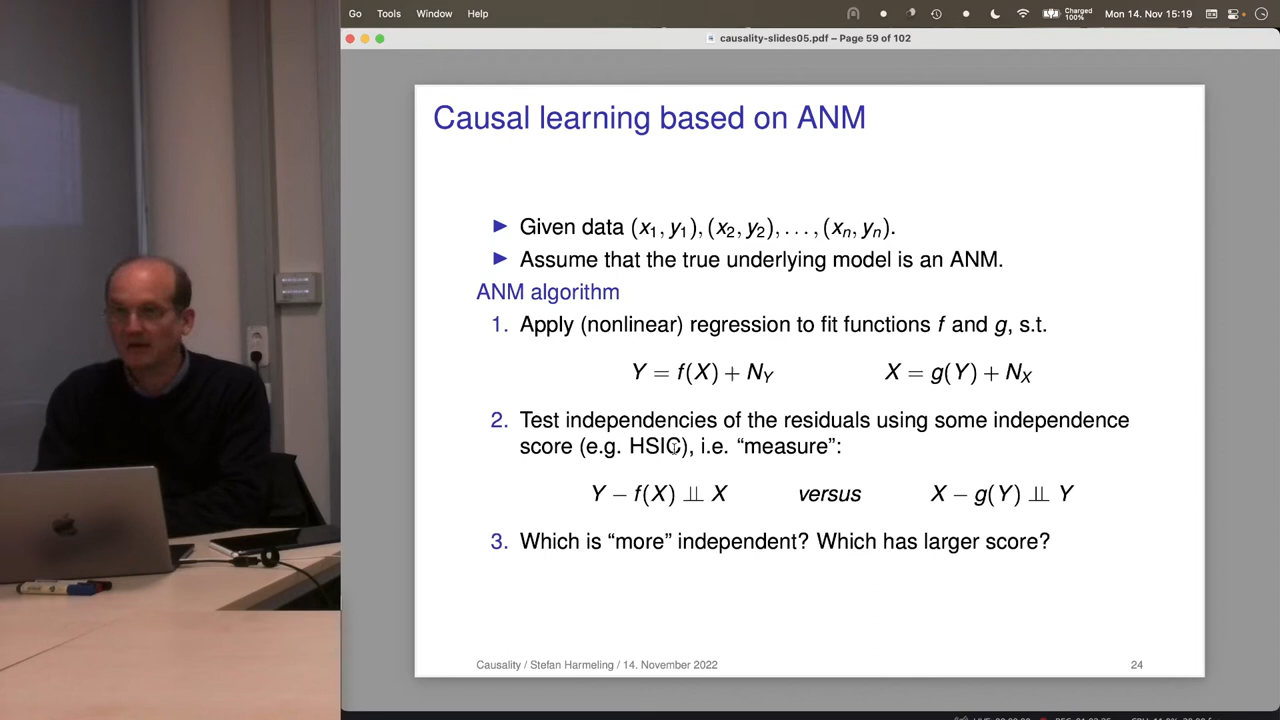 Go Tools Window Help Charged 100% Mon 14. Nov 15:19
causality-slides05.pdf – Page 59 of 102
Causal learning based on ANM
▶ Given data (x₁, y₁), (x₂, y₂), . . . , (xₙ, yₙ).
▶ Assume that the true underlying model is an ANM.
ANM algorithm
1. Apply (nonlinear) regression to fit functions f and g, s.t.
Y = f(X) + N_Y X = g(Y) + N_X
2. Test independencies of the residuals using some independence
score (e.g. HSIC), i.e. “measure”:
Y − f(X) ⫫ X versus X − g(Y) ⫫ Y
3. Which is “more” independent? Which has larger score?
Causality / Stefan Harmeling / 14. November 2022 24